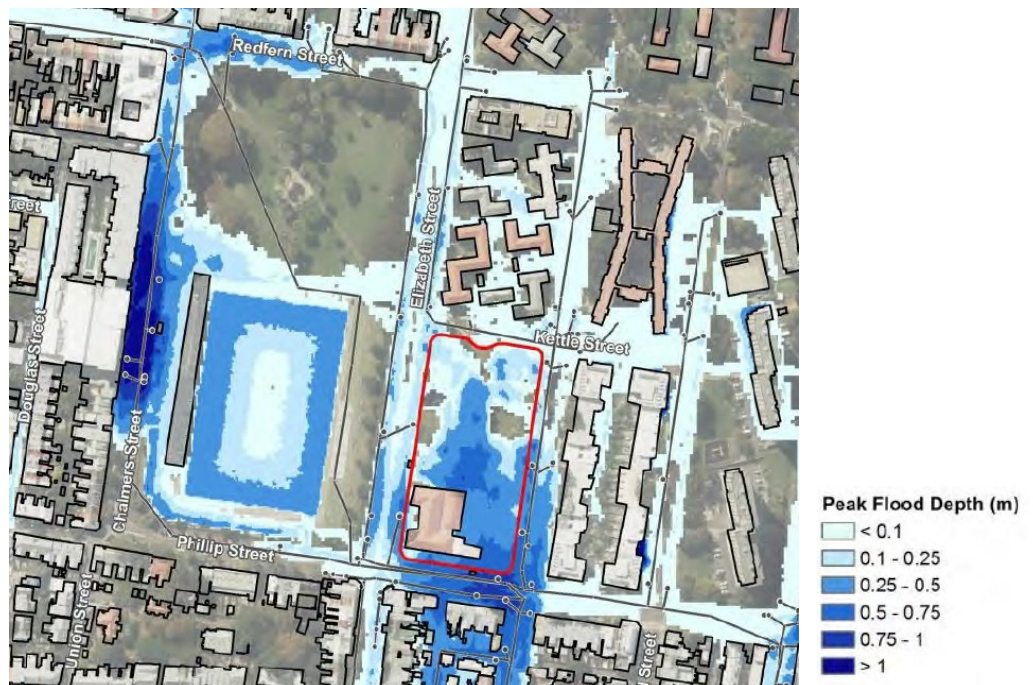 Redfern Street
reet
Elizabeth Street
Kettle Street
Douglas Street
Chalmers Street
Phillip Street
Union Street
d Street
Peak Flood Depth (m)
< 0.1
0.1 - 0.25
0.25 - 0.5
0.5 - 0.75
0.75 - 1
> 1